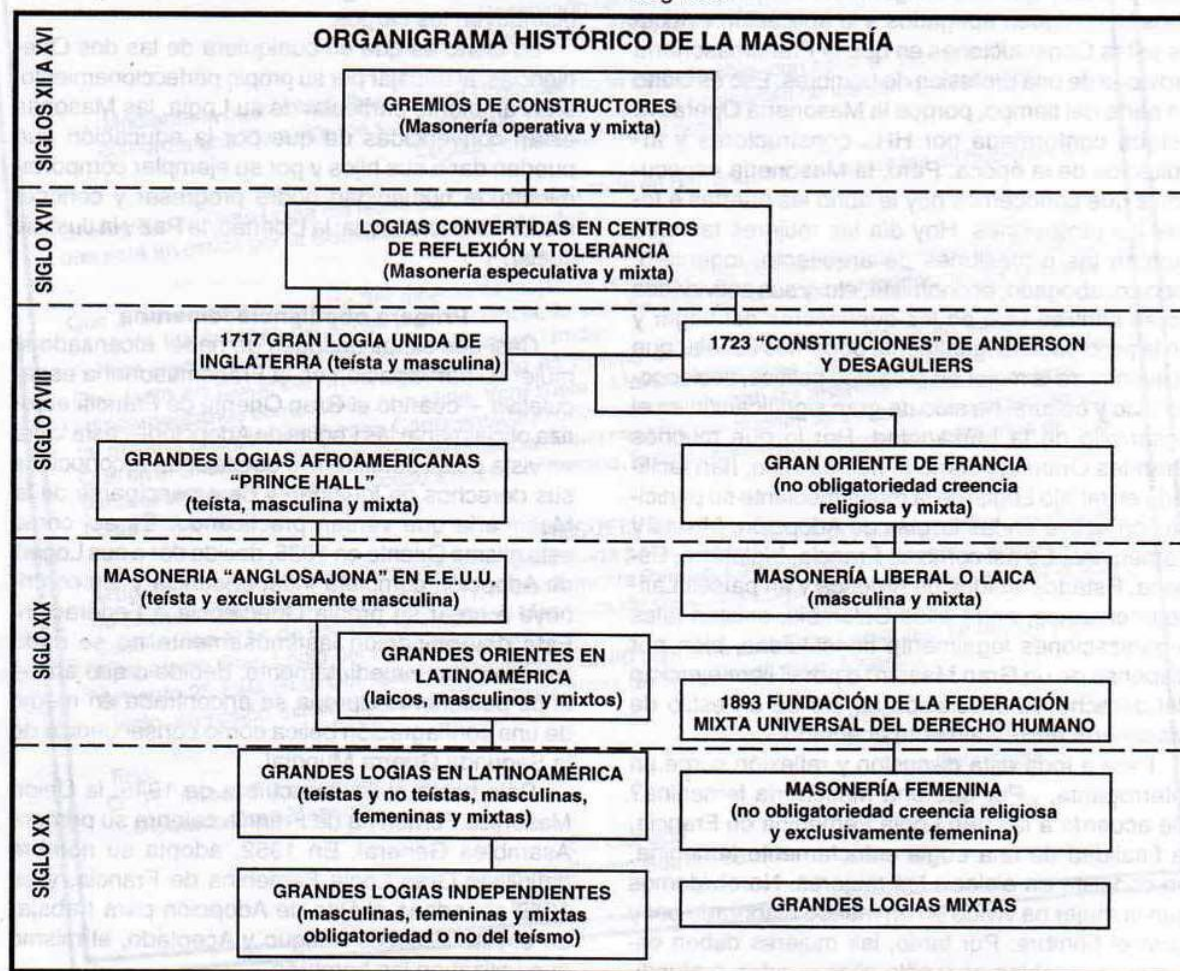 ORGANIGRAMA HISTÓRICO DE LA MASONERÍA
SIGLOS XIII A XVI
GREMIOS DE CONSTRUCTORES
(Masonería operativa y mixta)
SIGLO XVII
LOGIAS CONVERTIDAS EN CENTROS
DE REFLEXIÓN Y TOLERANCIA
(Masonería especulativa y mixta)
SIGLO XVIII
1717 GRAN LOGIA UNIDA DE
INGLATERRA (teísta y masculina)
1723 “CONSTITUCIONES” DE ANDERSON
Y DESAGULIERS
GRANDES LOGIAS AFROAMERICANAS
“PRINCE HALL”
(teísta, masculina y mixta)
GRAN ORIENTE DE FRANCIA
(no obligatoriedad creencia
religiosa y mixta)
SIGLO XIX
MASONERÍA “ANGLOSAJONA” EN E.E.U.U.
(teísta y exclusivamente masculina)
MASONERÍA LIBERAL O LAICA
(masculina y mixta)
GRANDES ORIENTES EN
LATINOAMÉRICA
(laicos, masculinos y mixtos)
1893 FUNDACIÓN DE LA FEDERACIÓN
MIXTA UNIVERSAL DEL DERECHO HUMANO
SIGLO XX
GRANDES LOGIAS EN LATINOAMÉRICA
(teístas y no teístas, masculinas,
femeninas y mixtas)
MASONERÍA FEMENINA
(no obligatoriedad creencia religiosa
y exclusivamente femenina)
GRANDES LOGIAS INDEPENDIENTES
(masculinas, femeninas y mixtas
obligatoriedad o no del teísmo)
GRANDES LOGIAS MIXTAS